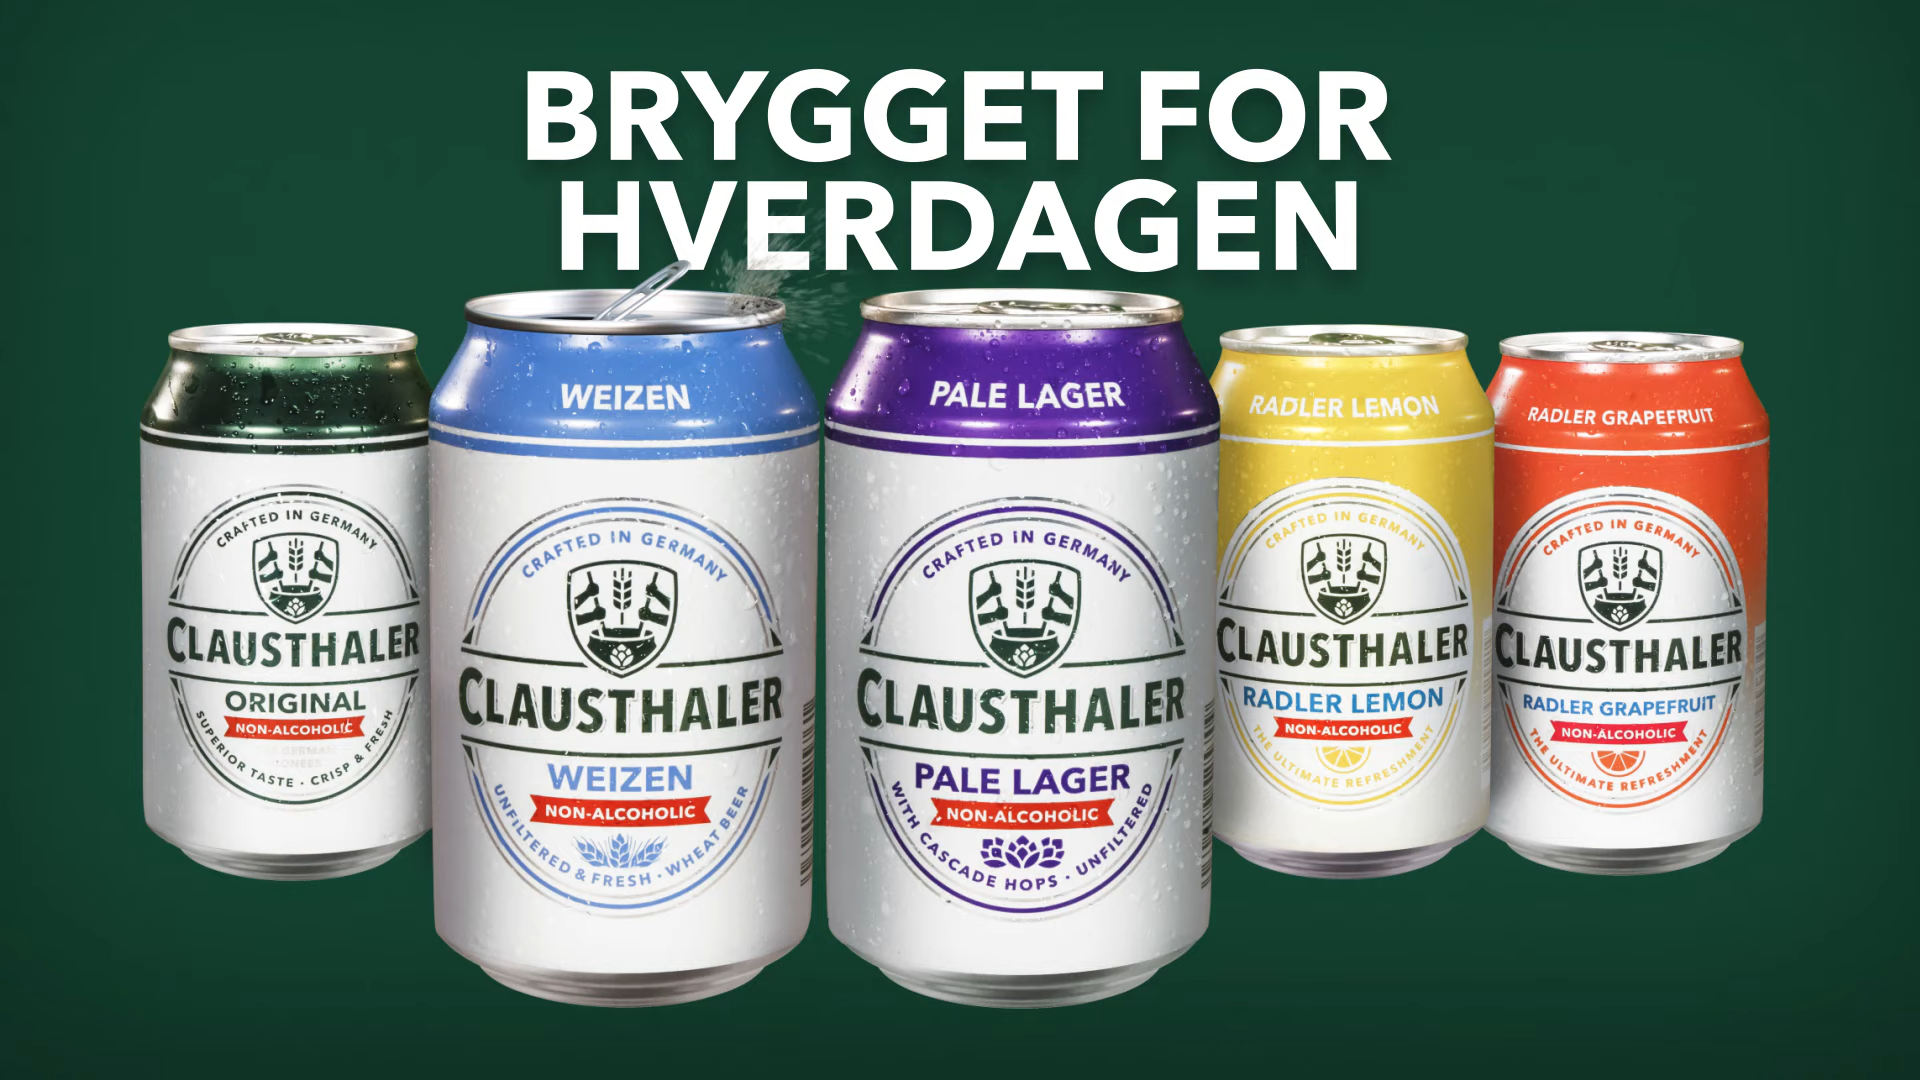 BRYGGET FOR
HVERDAGEN
CRAFTED IN GERMANY
CLAUSTHALER
ORIGINAL
NON-ALCOHOLIC
SUPERIOR TASTE · CRISP & FRESH
WEIZEN
CRAFTED IN GERMANY
CLAUSTHALER
WEIZEN
NON-ALCOHOLIC
UNFILTERED & FRESH · WHEAT BEER
PALE LAGER
CRAFTED IN GERMANY
CLAUSTHALER
PALE LAGER
NON-ALCOHOLIC
WITH CASCADE HOPS · UNFILTERED
RADLER LEMON
CRAFTED IN GERMANY
CLAUSTHALER
RADLER LEMON
NON-ALCOHOLIC
THE ULTIMATE REFRESHMENT
RADLER GRAPEFRUIT
CRAFTED IN GERMANY
CLAUSTHALER
RADLER GRAPEFRUIT
NON-ALCOHOLIC
THE ULTIMATE REFRESHMENT